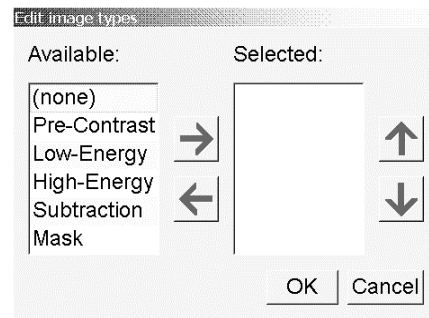 Edit image types
Available: Selected:
(none)
Pre-Contrast
Low-Energy
High-Energy
Subtraction
Mask
OK Cancel